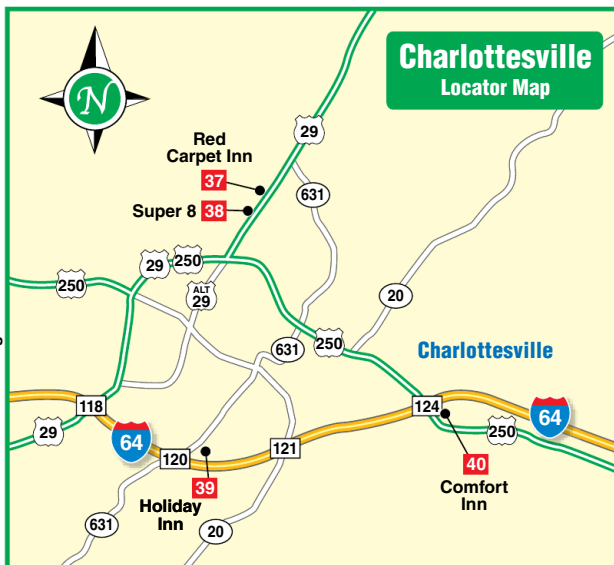 Charlottesville
Locator Map
N
29
Red
Carpet Inn
37
631
Super 8 38
29 250
250
ALT
29
20
631
250
Charlottesville
118
124
64
29
64
250
120
121
40
39
Comfort
Inn
Holiday
Inn
631
20